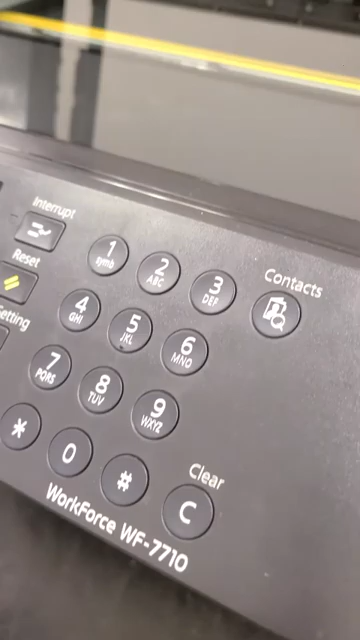 Interrupt
Reset
Setting
1 symb
2 ABC
3 DEF
Contacts
4 GHI
5 JKL
6 MNO
7 PQRS
8 TUV
9 WXYZ
* 0 #
Clear
C
WorkForce WF-7710